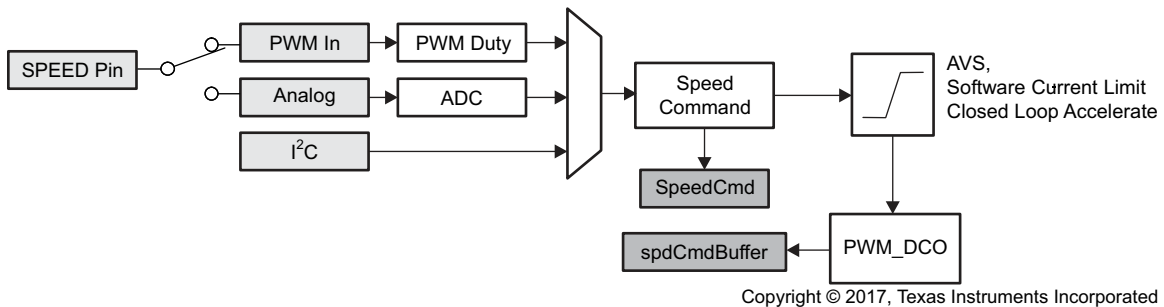 SPEED Pin
PWM In
PWM Duty
Analog
ADC
I²C
Speed
Command
SpeedCmd
AVS,
Software Current Limit
Closed Loop Accelerate
spdCmdBuffer
PWM_DCO
Copyright © 2017, Texas Instruments Incorporated